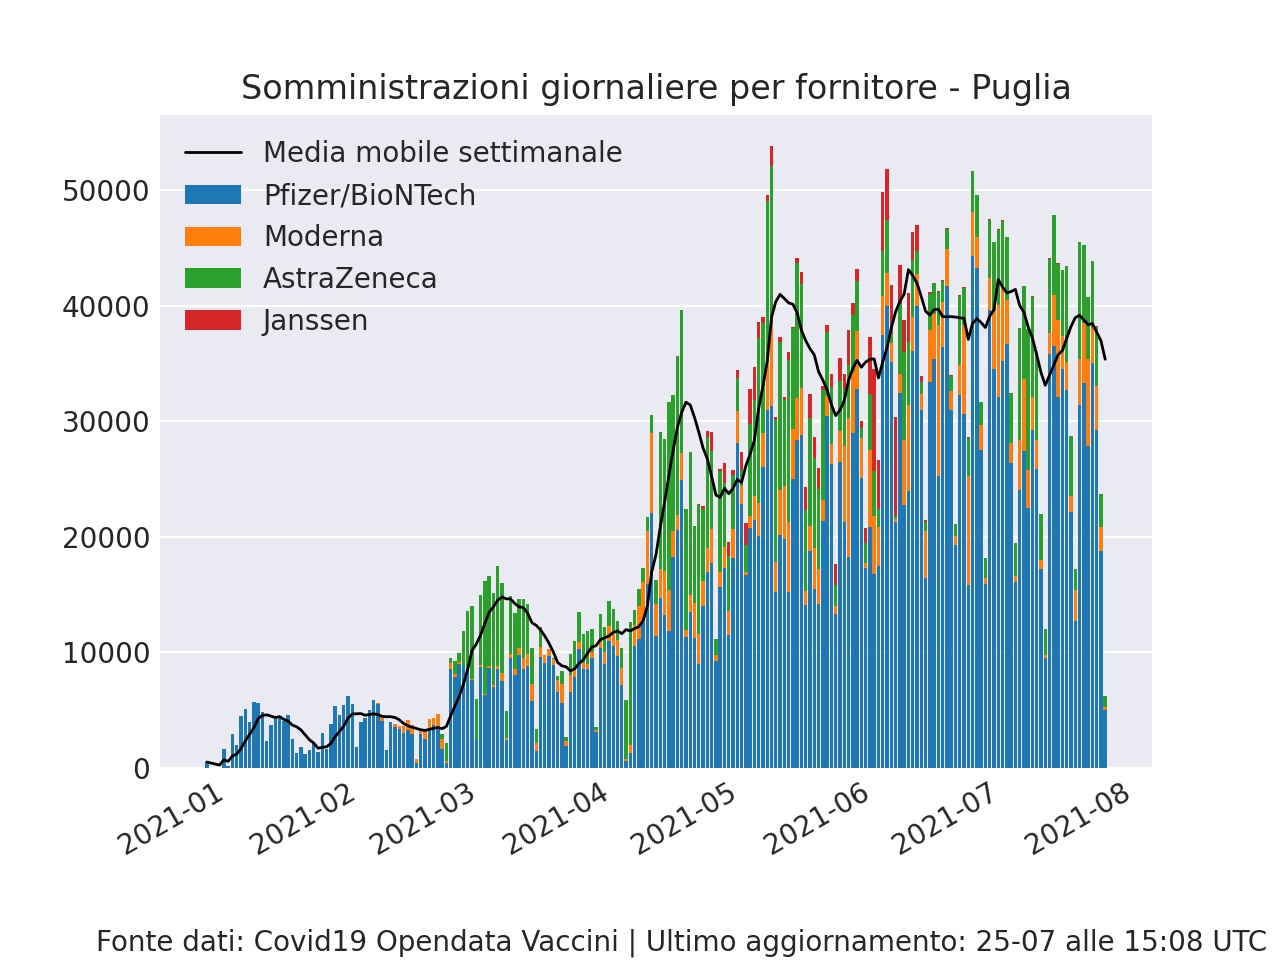 Somministrazioni giornaliere per fornitore - Puglia
Media mobile settimanale
Pfizer/BioNTech
Moderna
AstraZeneca
Janssen
50000
40000
30000
20000
10000
0
2021-01
2021-02
2021-03
2021-04
2021-05
2021-06
2021-07
2021-08
Fonte dati: Covid19 Opendata Vaccini | Ultimo aggiornamento: 25-07 alle 15:08 UTC